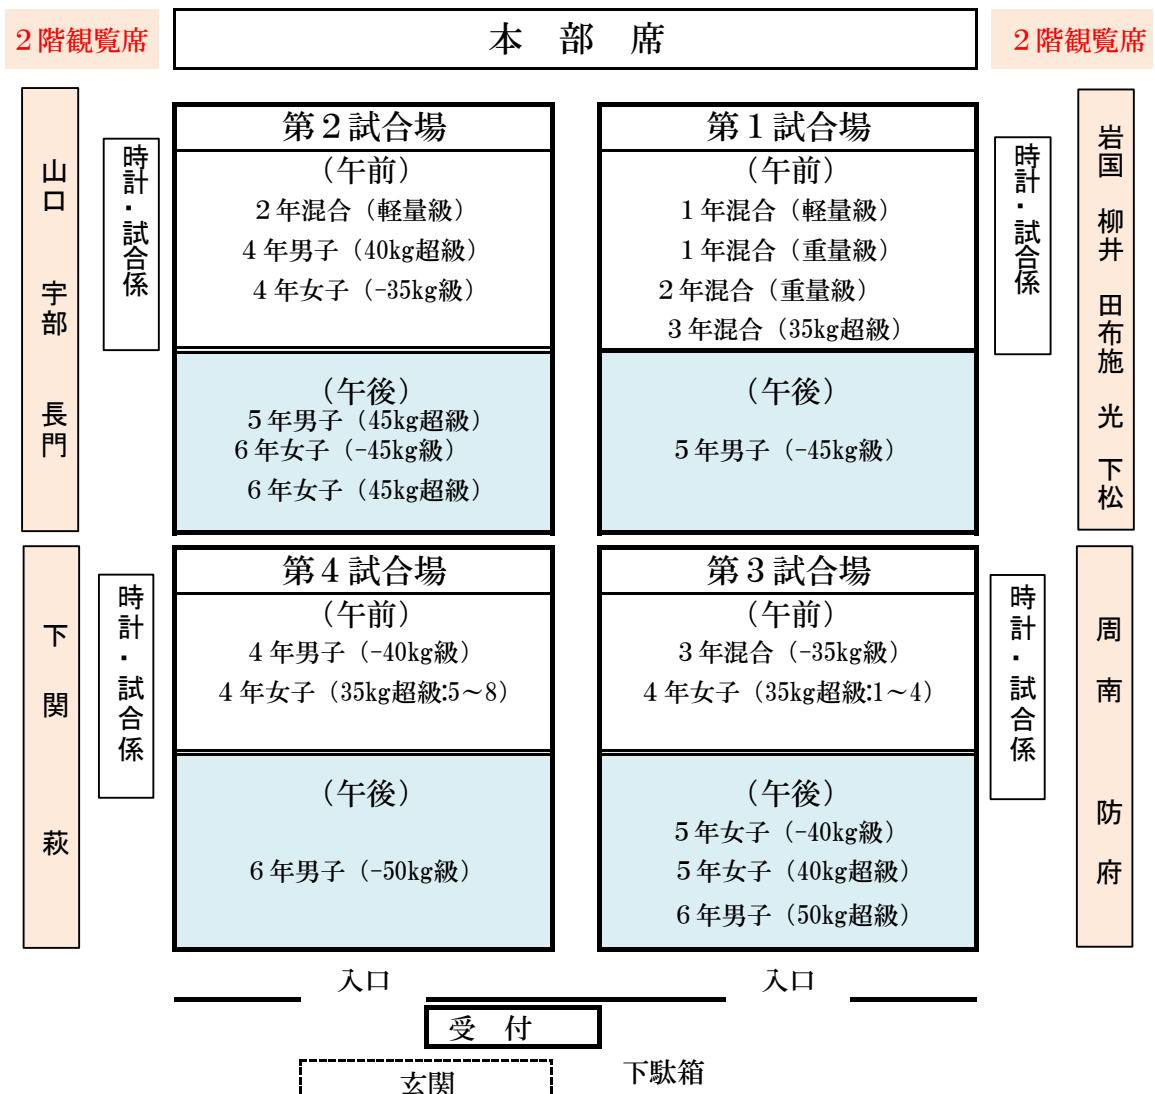 ２階観覧席
本　部　席
２階観覧席
山口　宇部　長門
時計・試合係
第２試合場
（午前）
２年混合（軽量級）
４年男子（40kg超級）
４年女子（-35kg級）
（午後）
５年男子（45kg超級）
６年女子（-45kg級）
６年女子（45kg超級）
第１試合場
（午前）
１年混合（軽量級）
１年混合（重量級）
２年混合（重量級）
３年混合（35kg超級）
（午後）
５年男子（-45kg級）
時計・試合係
岩国　柳井　田布施　光　下松
下関　萩
時計・試合係
第４試合場
（午前）
４年男子（-40kg級）
４年女子（35kg超級:5～8）
（午後）
６年男子（-50kg級）
第３試合場
（午前）
３年混合（-35kg級）
４年女子（35kg超級:1～4）
（午後）
５年女子（-40kg級）
５年女子（40kg超級）
６年男子（50kg超級）
時計・試合係
周南　防府
入口
入口
受　付
下駄箱
玄関